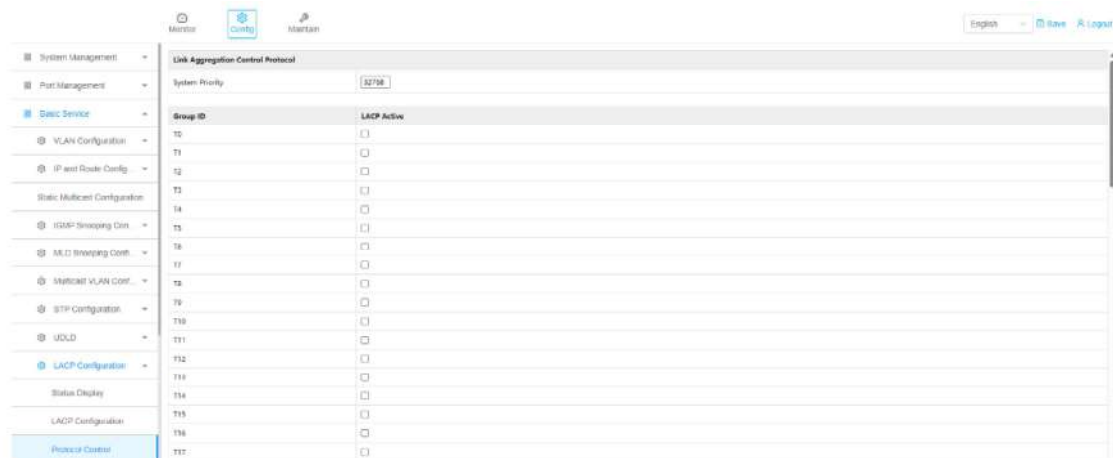 Monitor
Config
Maintain
English
Save
Logout
System Management
Port Management
Basic Service
VLAN Configuration
IP and Route Config...
Static Multicast Configuration
IGMP Snooping Con...
MLD Snooping Confi...
Multicast VLAN Conf...
STP Configuration
UDLD
LACP Configuration
Status Display
LACP Configuration
Protocol Control
Link Aggregation Control Protocol
System Priority 32768
Group ID LACP Active
T0
T1
T2
T3
T4
T5
T6
T7
T8
T9
T10
T11
T12
T13
T14
T15
T16
T17